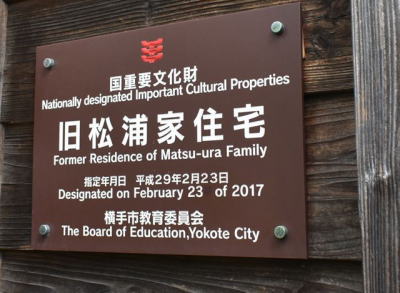 国重要文化財
Nationally designated Important Cultural Properties
旧松浦家住宅
Former Residence of Matsu-ura Family
指定年月日 平成29年2月23日
Designated on February 23 of 2017
横手市教育委員会
The Board of Education,Yokote City